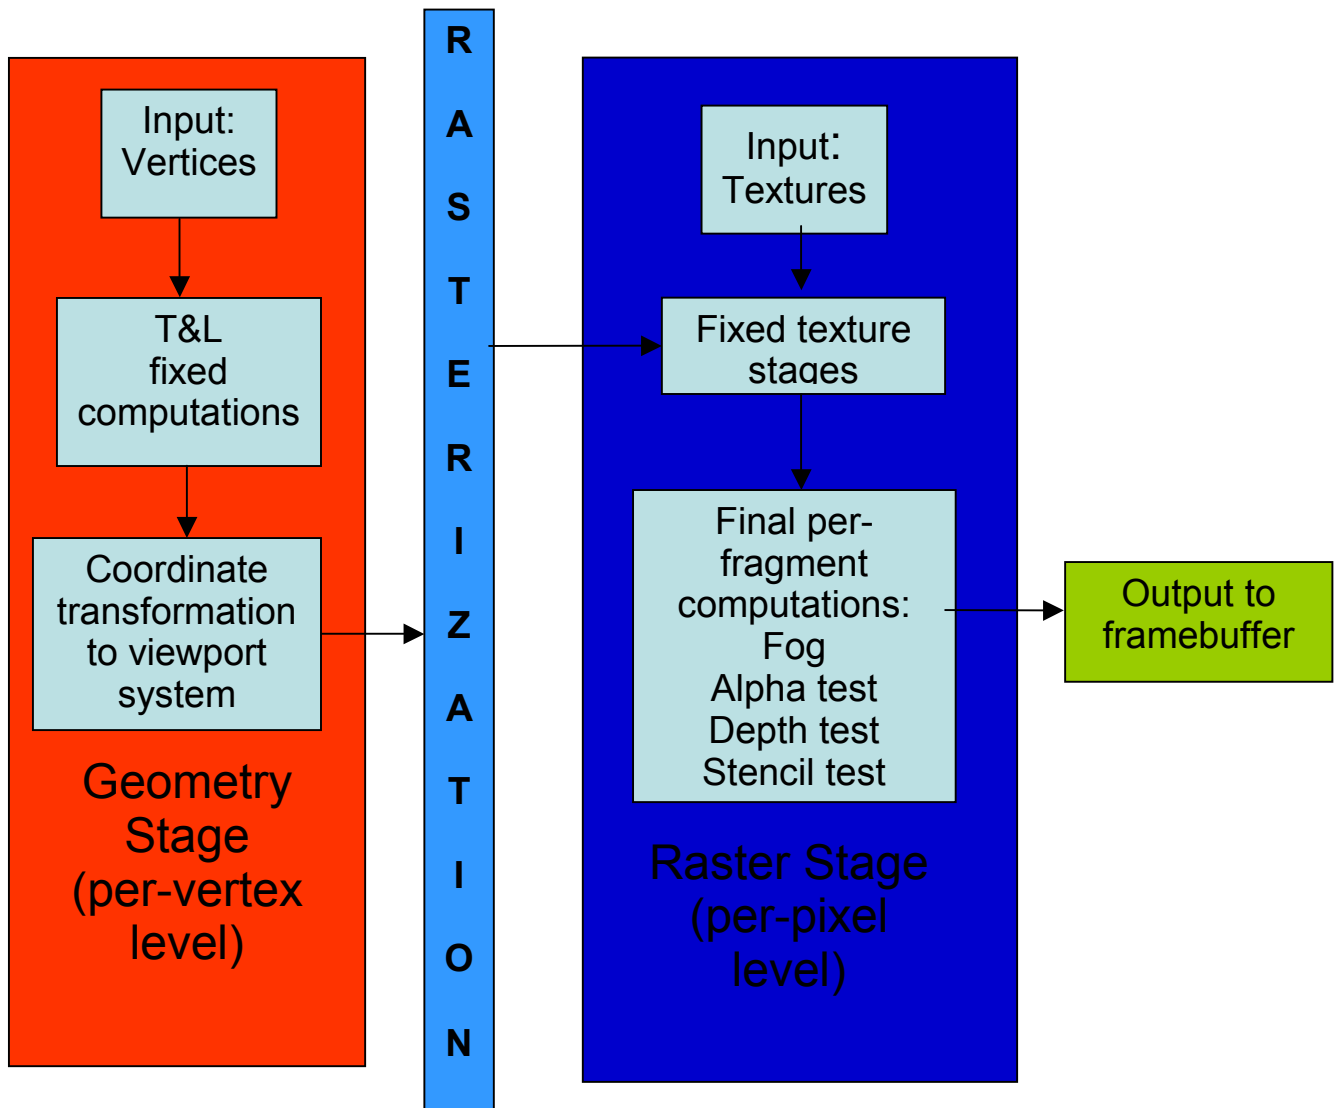 Input:
Vertices
T&L
fixed
computations
Coordinate
transformation
to viewport
system
Geometry
Stage
(per-vertex
level)
R
A
S
T
E
R
I
Z
A
T
I
O
N
Input:
Textures
Fixed texture
stages
Final per-
fragment
computations:
Fog
Alpha test
Depth test
Stencil test
Raster Stage
(per-pixel
level)
Output to
framebuffer